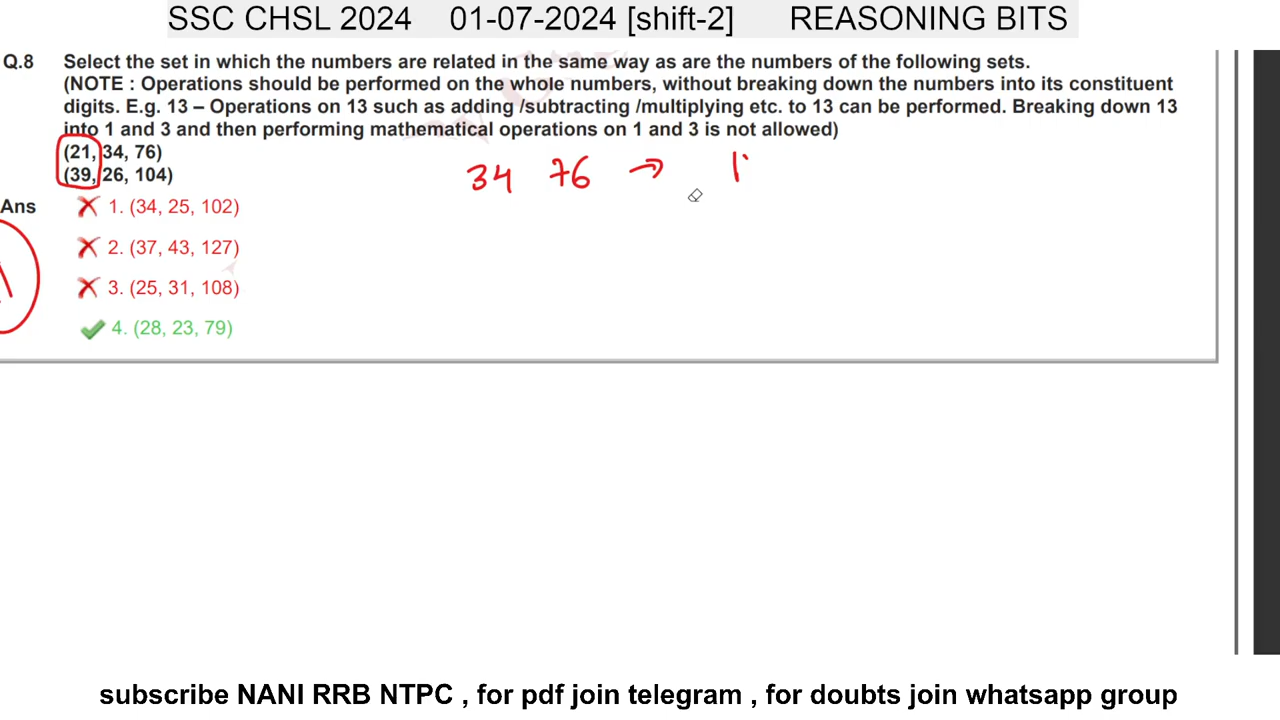 SSC CHSL 2024 01-07-2024 [shift-2] REASONING BITS
Q.8 Select the set in which the numbers are related in the same way as are the numbers of the following sets.
(NOTE : Operations should be performed on the whole numbers, without breaking down the numbers into its constituent
digits. E.g. 13 – Operations on 13 such as adding /subtracting /multiplying etc. to 13 can be performed. Breaking down 13
into 1 and 3 and then performing mathematical operations on 1 and 3 is not allowed)
(21, 34, 76)
(39, 26, 104)
34 76 →
Ans 1. (34, 25, 102)
2. (37, 43, 127)
3. (25, 31, 108)
4. (28, 23, 79)
subscribe NANI RRB NTPC , for pdf join telegram , for doubts join whatsapp group